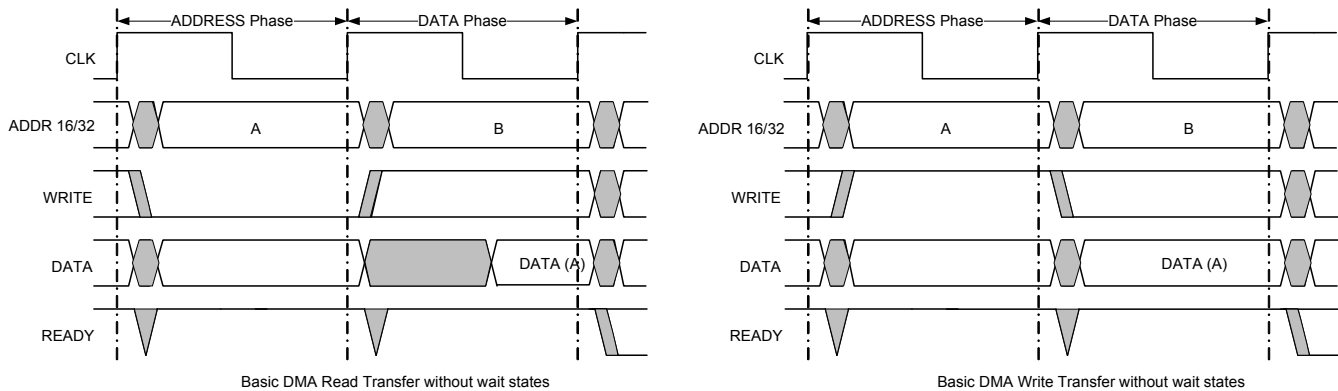 ADDRESS Phase DATA Phase
CLK
ADDR 16/32 A B
WRITE
DATA DATA (A)
READY
Basic DMA Read Transfer without wait states
ADDRESS Phase DATA Phase
CLK
ADDR 16/32 A B
WRITE
DATA DATA (A)
READY
Basic DMA Write Transfer without wait states